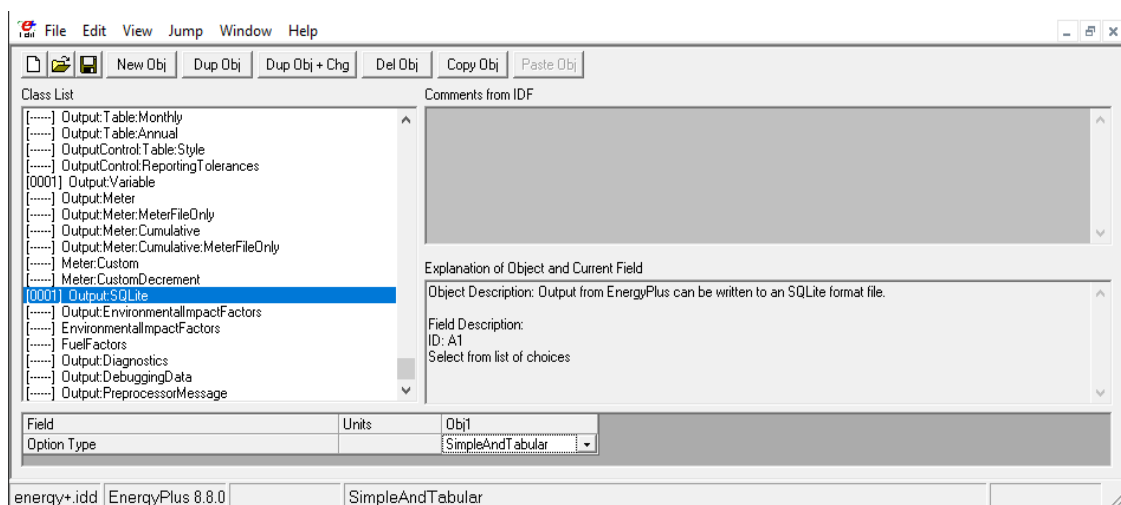 File Edit View Jump Window Help
New Obj Dup Obj Dup Obj + Chg Del Obj Copy Obj Paste Obj
Class List
[------] Output:Table:Monthly
[------] Output:Table:Annual
[------] OutputControl:Table:Style
[------] OutputControl:ReportingTolerances
[0001] Output:Variable
[------] Output:Meter
[------] Output:Meter:MeterFileOnly
[------] Output:Meter:Cumulative
[------] Output:Meter:Cumulative:MeterFileOnly
[------] Meter:Custom
[------] Meter:CustomDecrement
[0001] Output:SQLite
[------] Output:EnvironmentalImpactFactors
[------] EnvironmentalImpactFactors
[------] FuelFactors
[------] Output:Diagnostics
[------] Output:DebuggingData
[------] Output:PreprocessorMessage
Comments from IDF
Explanation of Object and Current Field
Object Description: Output from EnergyPlus can be written to an SQLite format file.
Field Description:
ID: A1
Select from list of choices
Field Units Obj1
Option Type SimpleAndTabular
energy+.idd EnergyPlus 8.8.0 SimpleAndTabular